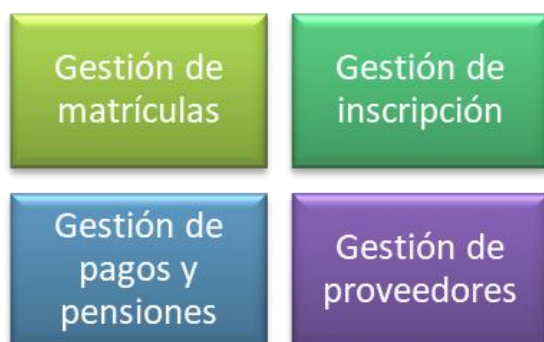 Gestión de
matrículas
Gestión de
inscripción
Gestión de
pagos y
pensiones
Gestión de
proveedores